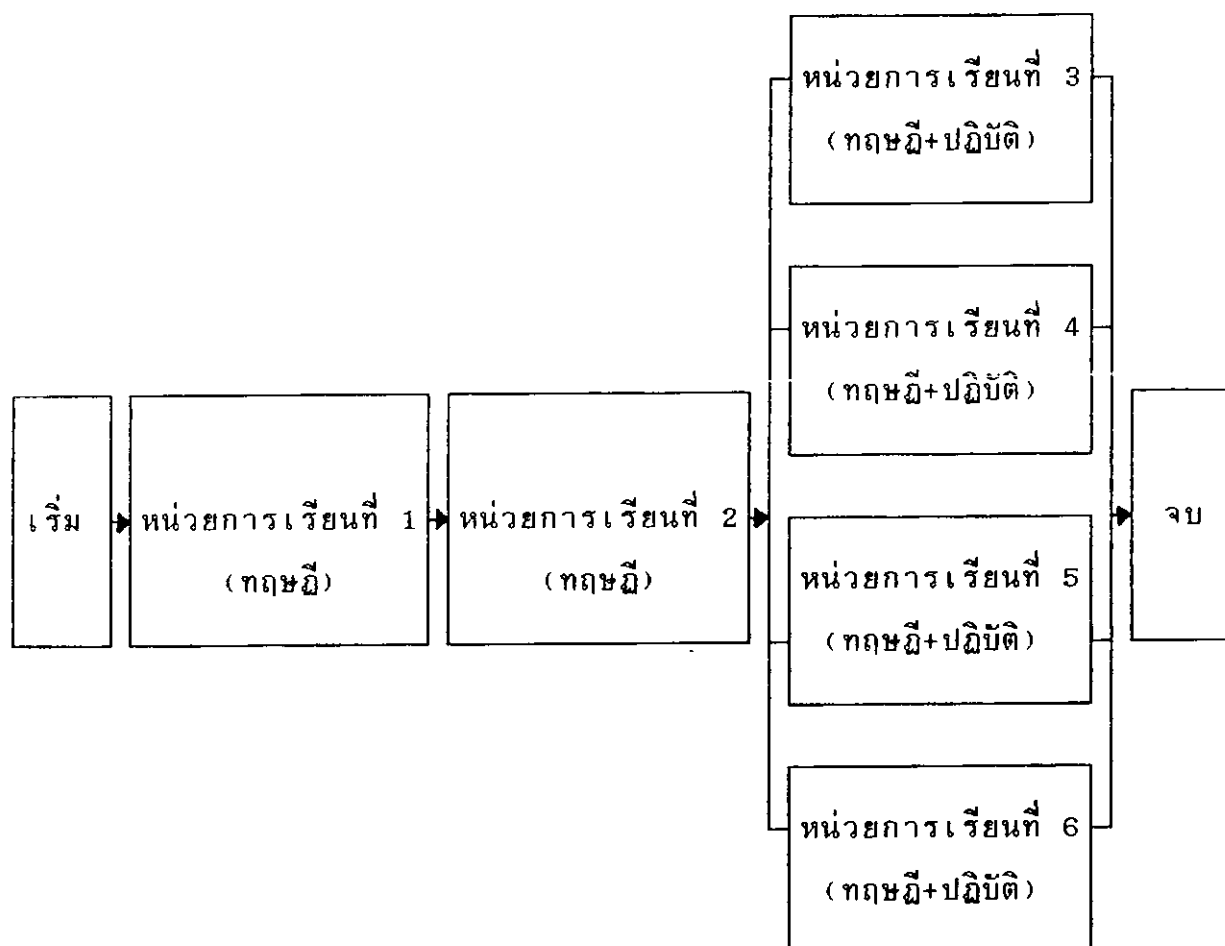 เริ่ม
หน่วยการเรียนที่ 1
(ทฤษฎี)
หน่วยการเรียนที่ 2
(ทฤษฎี)
หน่วยการเรียนที่ 3
(ทฤษฎี+ปฏิบัติ)
หน่วยการเรียนที่ 4
(ทฤษฎี+ปฏิบัติ)
หน่วยการเรียนที่ 5
(ทฤษฎี+ปฏิบัติ)
หน่วยการเรียนที่ 6
(ทฤษฎี+ปฏิบัติ)
จบ